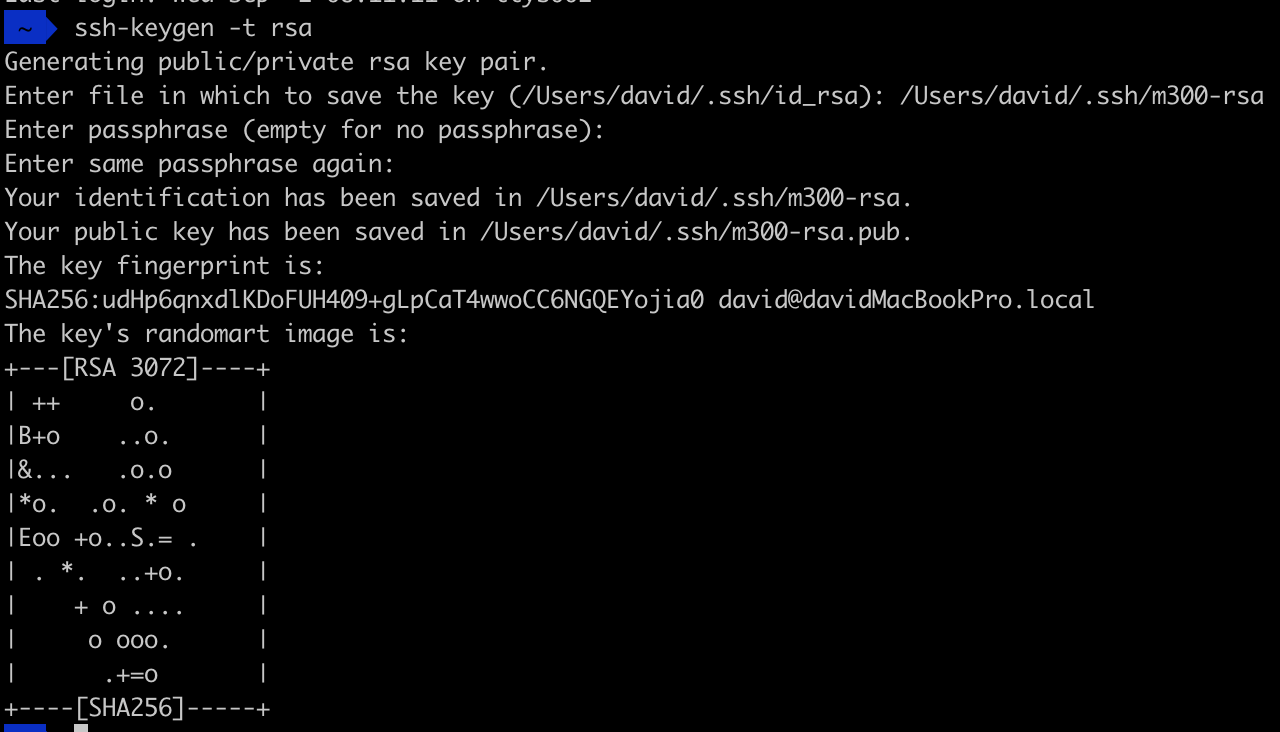 ~ ssh-keygen -t rsa
Generating public/private rsa key pair.
Enter file in which to save the key (/Users/david/.ssh/id_rsa): /Users/david/.ssh/m300-rsa
Enter passphrase (empty for no passphrase):
Enter same passphrase again:
Your identification has been saved in /Users/david/.ssh/m300-rsa.
Your public key has been saved in /Users/david/.ssh/m300-rsa.pub.
The key fingerprint is:
SHA256:udHp6qnxdlKDoFUH409+gLpCaT4wwoCC6NGQEYojia0 david@davidMacBookPro.local
The key's randomart image is:
+---[RSA 3072]----+
| ++     o.       |
|B+o    ..o.      |
|&...   .o.o      |
|*o.  .o. * o     |
|Eoo +o..S.= .    |
| . *.  ..+o.     |
|    + o ....     |
|     o ooo.      |
|      .+=o       |
+----[SHA256]-----+